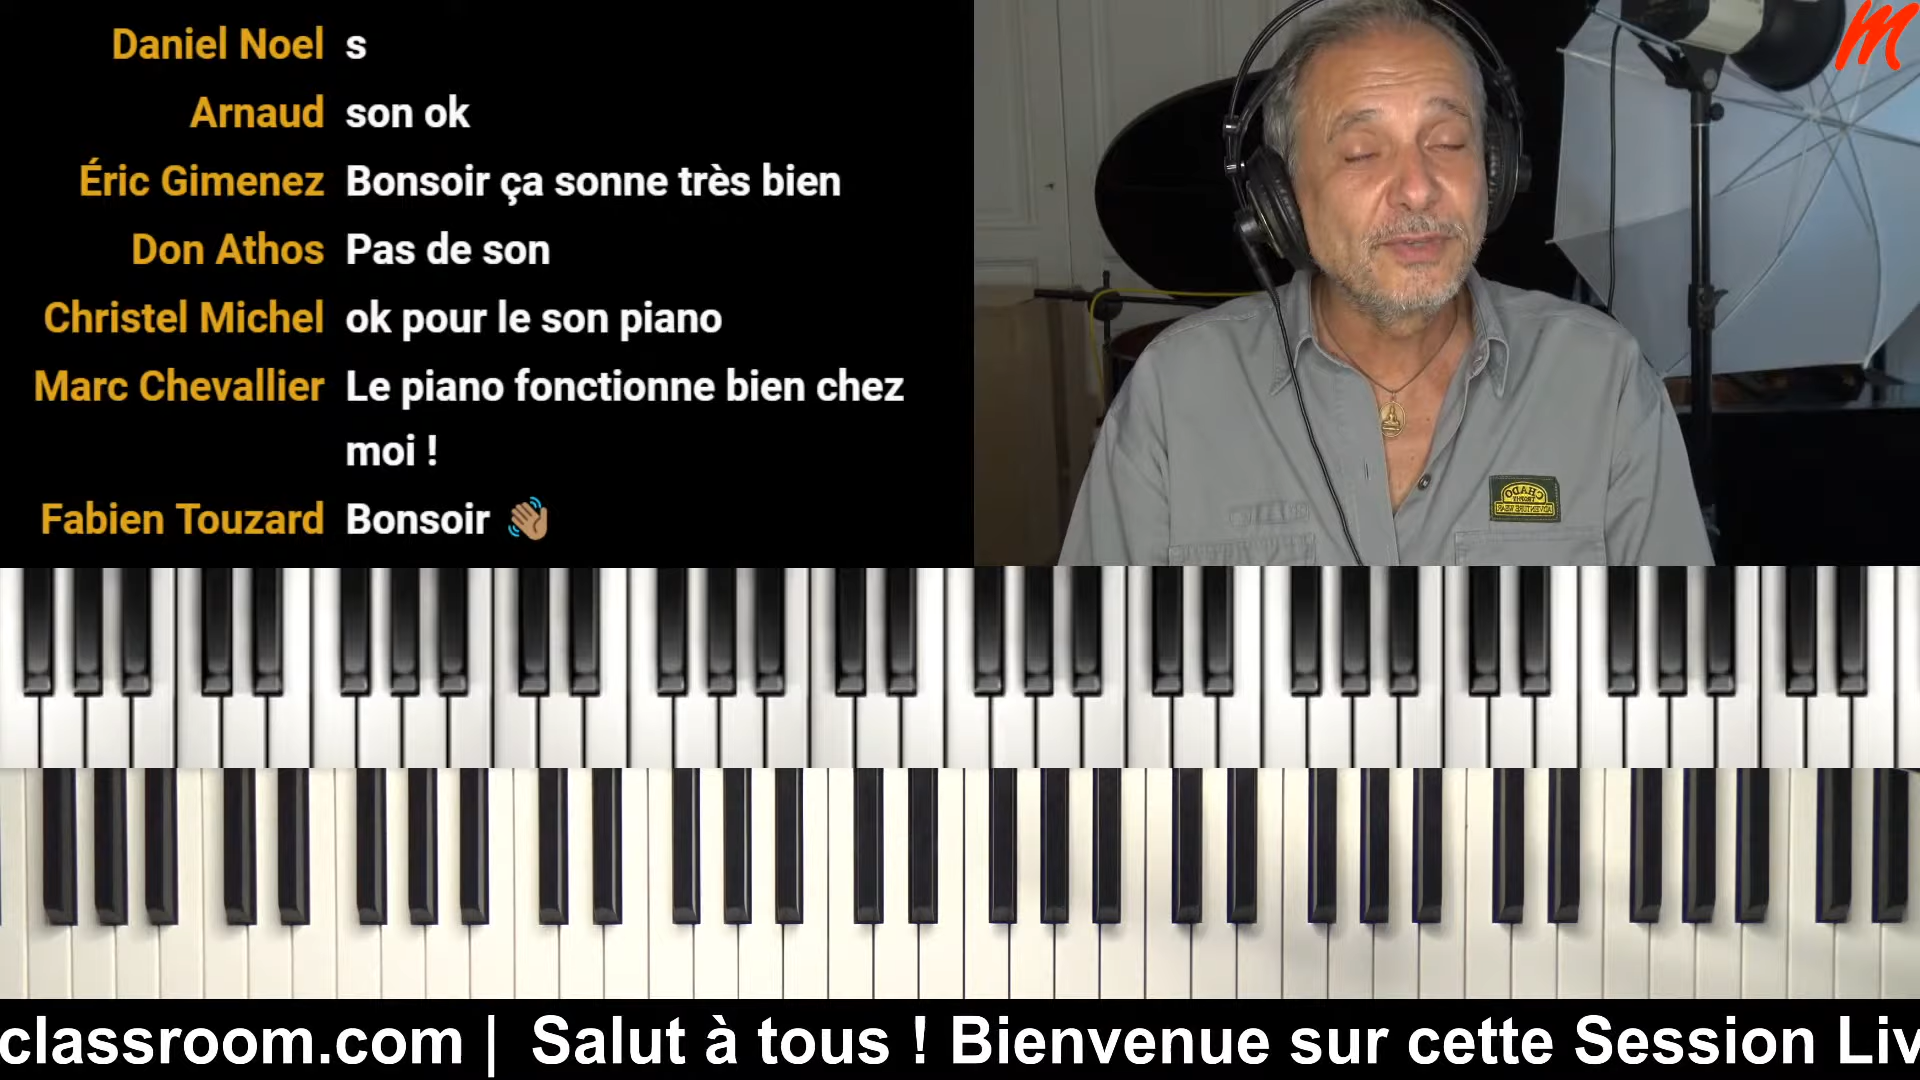 Daniel Noel s
Arnaud son ok
Éric Gimenez Bonsoir ça sonne très bien
Don Athos Pas de son
Christel Michel ok pour le son piano
Marc Chevallier Le piano fonctionne bien chez
moi !
Fabien Touzard Bonsoir 👋🏽
M
CHADO
classroom.com | Salut à tous ! Bienvenue sur cette Session Liv